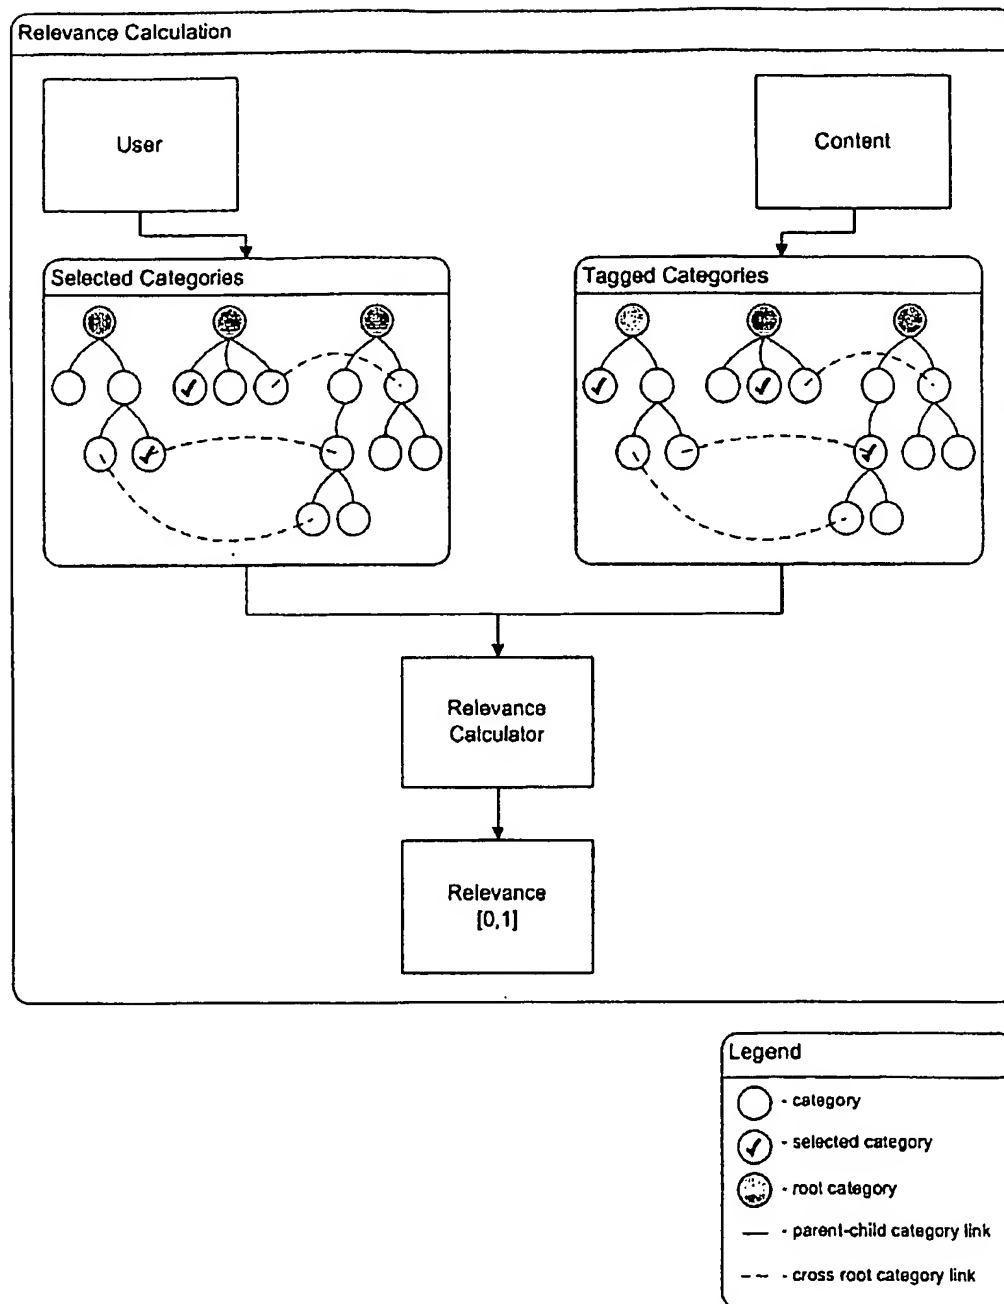 Relevance Calculation
User
Content
Selected Categories
Tagged Categories
Relevance
Calculator
Relevance
[0,1]
Legend
- category
- selected category
- root category
- parent-child category link
- cross root category link